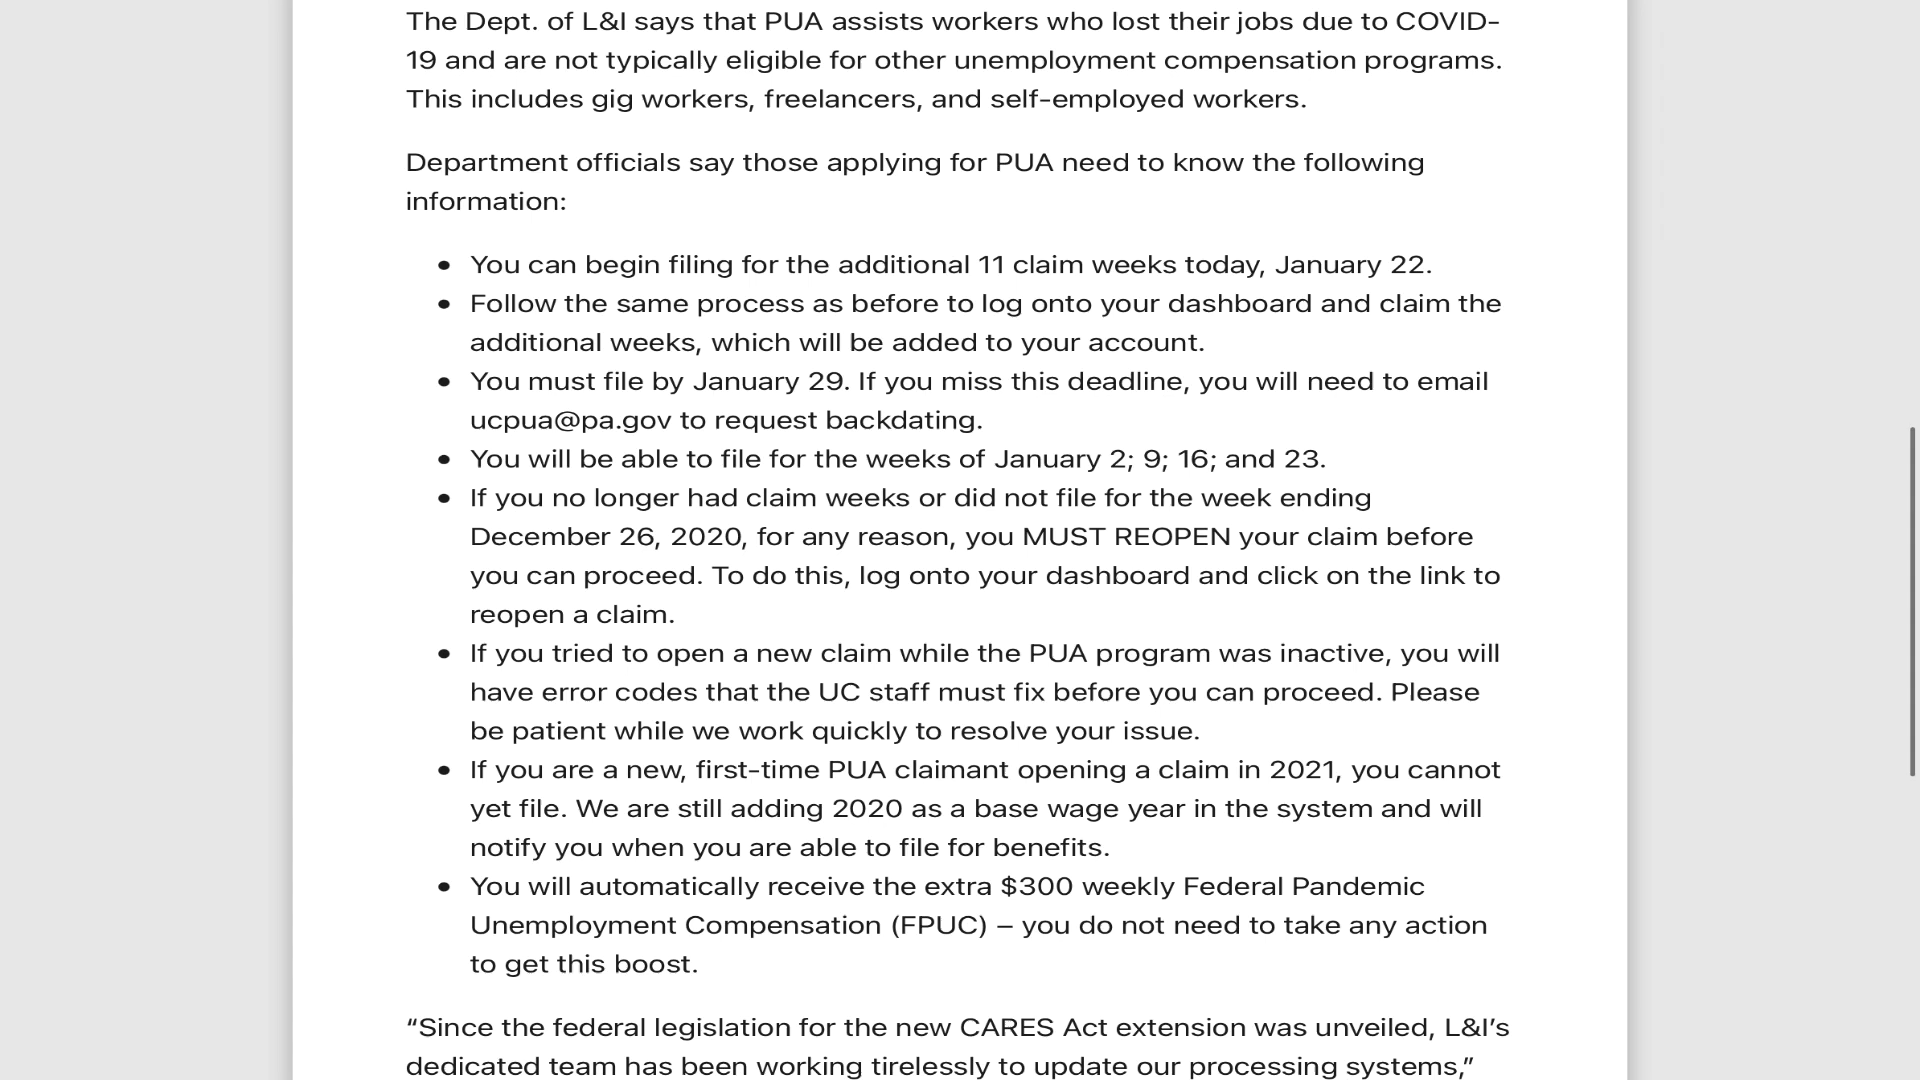 The Dept. of L&I says that PUA assists workers who lost their jobs due to COVID-
19 and are not typically eligible for other unemployment compensation programs.
This includes gig workers, freelancers, and self-employed workers.
Department officials say those applying for PUA need to know the following
information:
• You can begin filing for the additional 11 claim weeks today, January 22.
• Follow the same process as before to log onto your dashboard and claim the
additional weeks, which will be added to your account.
• You must file by January 29. If you miss this deadline, you will need to email
ucpua@pa.gov to request backdating.
• You will be able to file for the weeks of January 2; 9; 16; and 23.
• If you no longer had claim weeks or did not file for the week ending
December 26, 2020, for any reason, you MUST REOPEN your claim before
you can proceed. To do this, log onto your dashboard and click on the link to
reopen a claim.
• If you tried to open a new claim while the PUA program was inactive, you will
have error codes that the UC staff must fix before you can proceed. Please
be patient while we work quickly to resolve your issue.
• If you are a new, first-time PUA claimant opening a claim in 2021, you cannot
yet file. We are still adding 2020 as a base wage year in the system and will
notify you when you are able to file for benefits.
• You will automatically receive the extra $300 weekly Federal Pandemic
Unemployment Compensation (FPUC) – you do not need to take any action
to get this boost.
“Since the federal legislation for the new CARES Act extension was unveiled, L&I’s
dedicated team has been working tirelessly to update our processing systems,”